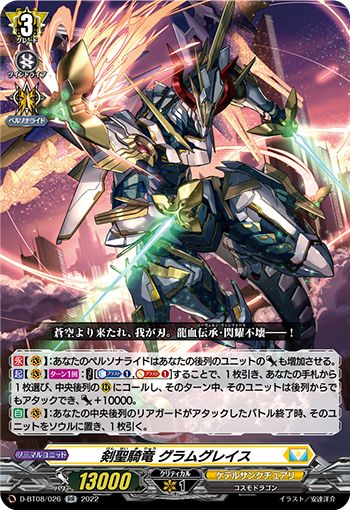 3
グレード
ツインドライブ
ペルソナライド
蒼空より来たれ、我が刃。龍血伝承・閃耀不壊――！
永【】：あなたのペルソナライドはあなたの後列のユニットのも増加させる。
起【】【ターン1回】：【コスト】【ブラスト1】【ブラスト1】することで、1枚引き、あなたの手札から
1枚選び、中央後列のにコールし、そのターン中、そのユニットは後列からで
もアタックでき、+10000。
自【】：あなたの中央後列のリアガードがアタックしたバトル終了時、そのユ
ニットをソウルに置き、1枚引く。
ノーマルユニット
けんせいきりゅう
剣聖騎竜 グラムグレイス
パワー
13000
クリティカル
1
ケテルサンクチュアリ
コスモドラゴン
D-BT08/026 RR 2022
イラスト／安達洋介